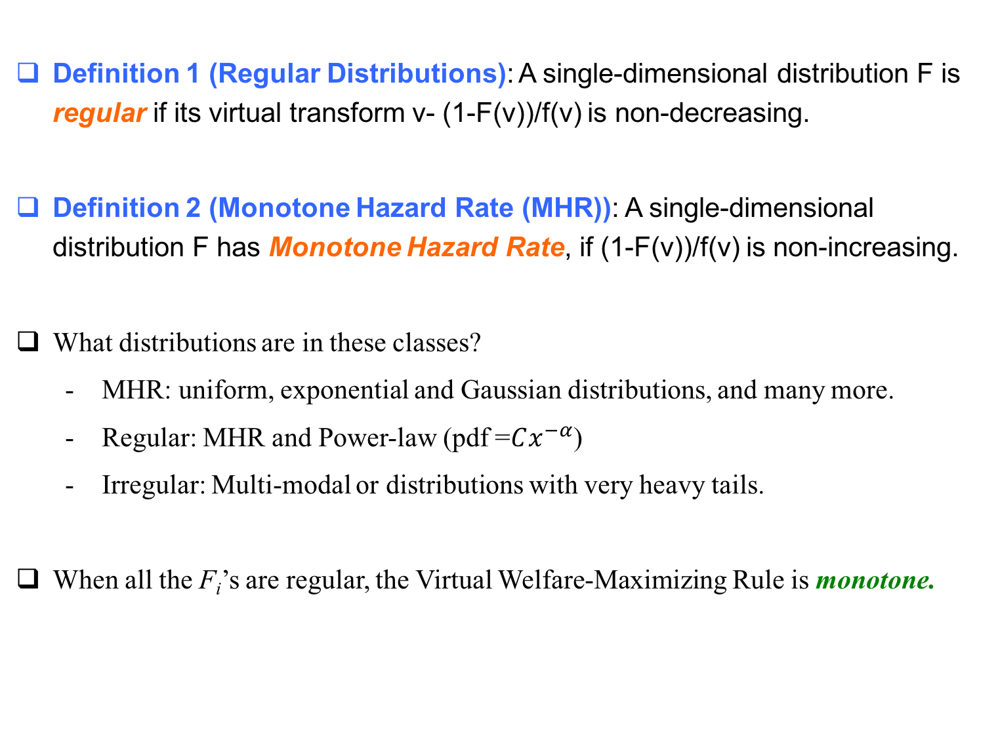 ❑ Definition 1 (Regular Distributions): A single-dimensional distribution F is
regular if its virtual transform v- (1-F(v))/f(v) is non-decreasing.
❑ Definition 2 (Monotone Hazard Rate (MHR)): A single-dimensional
distribution F has Monotone Hazard Rate, if (1-F(v))/f(v) is non-increasing.
❑ What distributions are in these classes?
- MHR: uniform, exponential and Gaussian distributions, and many more.
- Regular: MHR and Power-law (pdf =𝐶𝑥^{−𝛼})
- Irregular: Multi-modal or distributions with very heavy tails.
❑ When all the F_i’s are regular, the Virtual Welfare-Maximizing Rule is monotone.